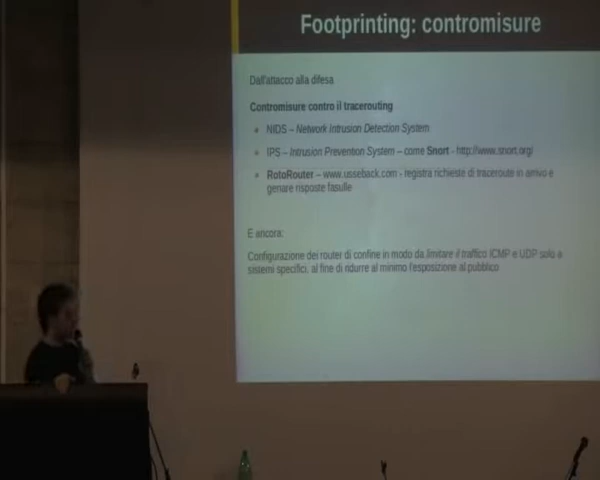 Footprinting: contromisure
Dall'attacco alla difesa
Contromisure contro il tracerouting
NIDS – Network Intrusion Detection System
IPS – Intrusion Prevention System – come Snort - http://www.snort.org/
RotoRouter – www.usseback.com - registra richieste di traceroute in arrivo e
genare risposte fasulle
E ancora:
Configurazione dei router di confine in modo da limitare il traffico ICMP e UDP solo a
sistemi specifici, al fine di ridurre al minimo l'esposizione al pubblico